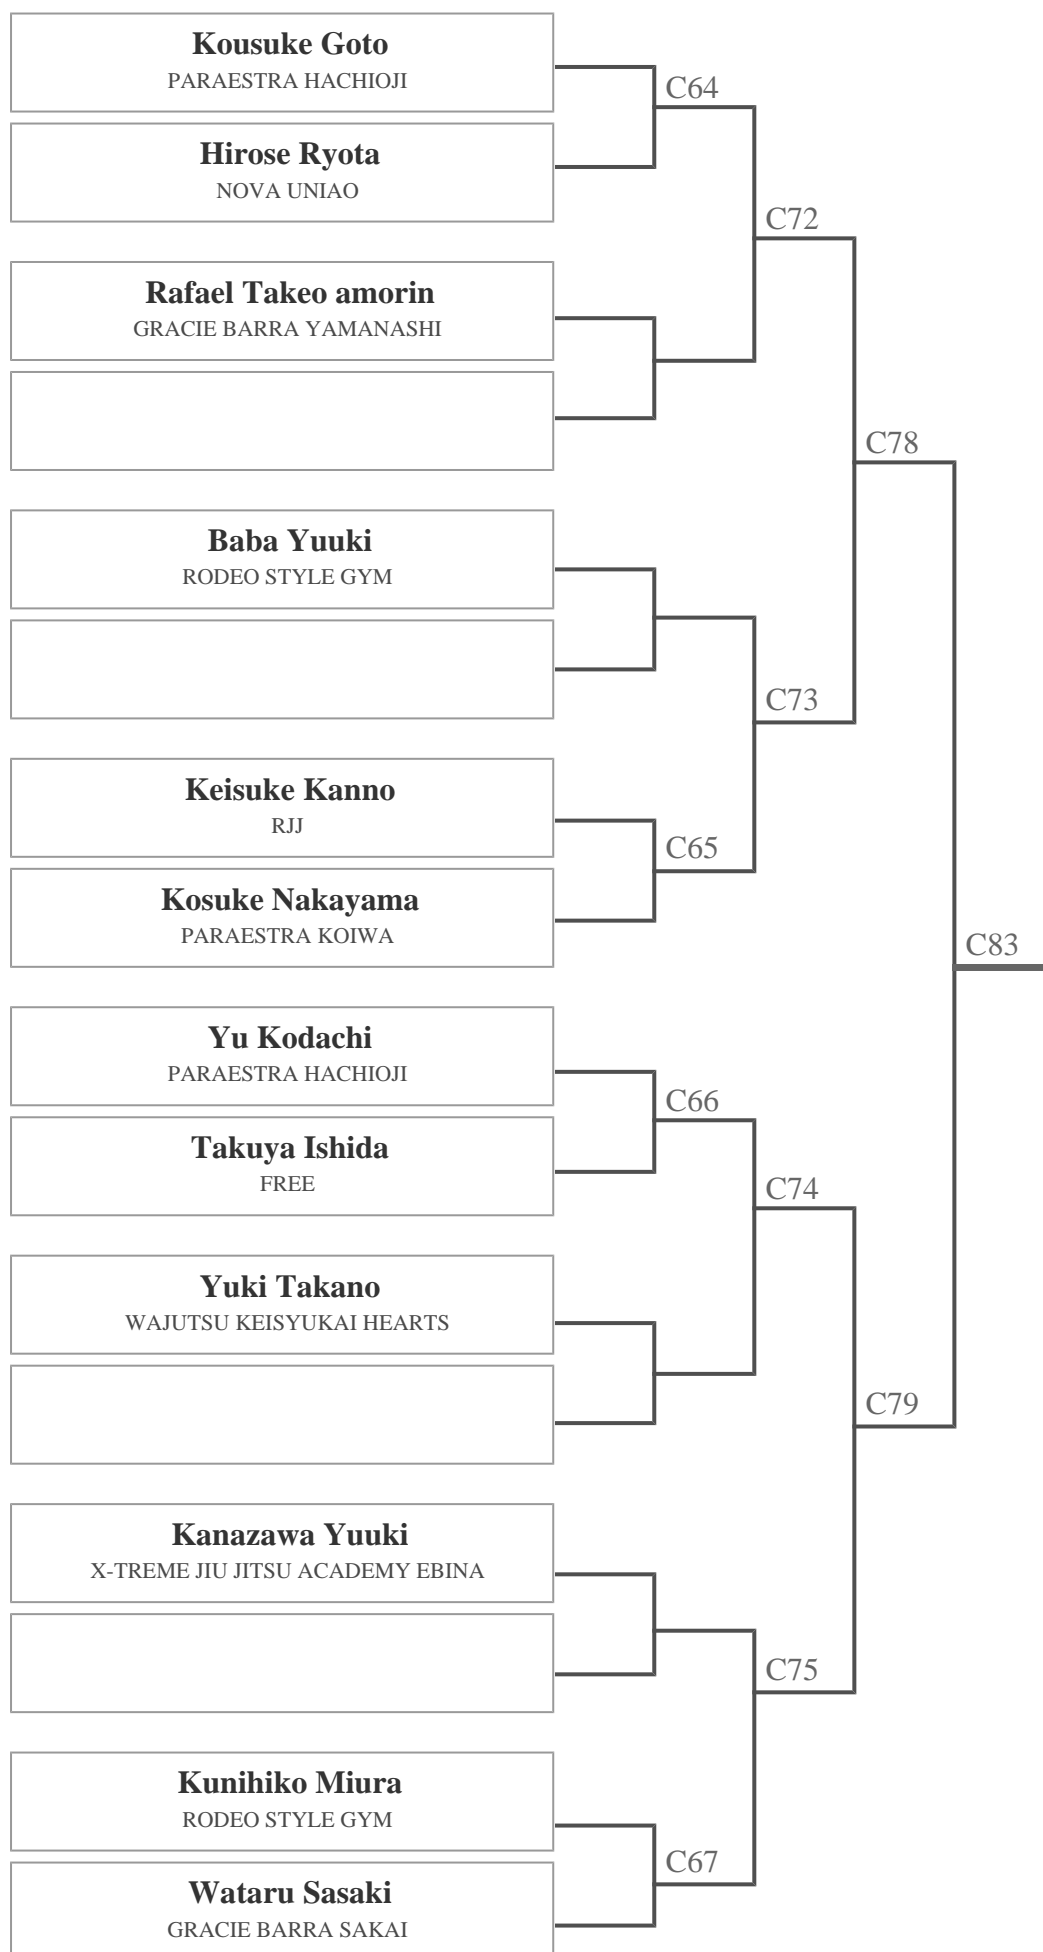 Kousuke Goto
PARAESTRA HACHIOJI
C64
Hirose Ryota
NOVA UNIAO
C72
Rafael Takeo amorin
GRACIE BARRA YAMANASHI
C78
Baba Yuuki
RODEO STYLE GYM
C73
Keisuke Kanno
RJJ
C65
Kosuke Nakayama
PARAESTRA KOIWA
C83
Yu Kodachi
PARAESTRA HACHIOJI
C66
Takuya Ishida
FREE
C74
Yuki Takano
WAJUTSU KEISYUKAI HEARTS
C79
Kanazawa Yuuki
X-TREME JIU JITSU ACADEMY EBINA
C75
Kunihiko Miura
RODEO STYLE GYM
C67
Wataru Sasaki
GRACIE BARRA SAKAI